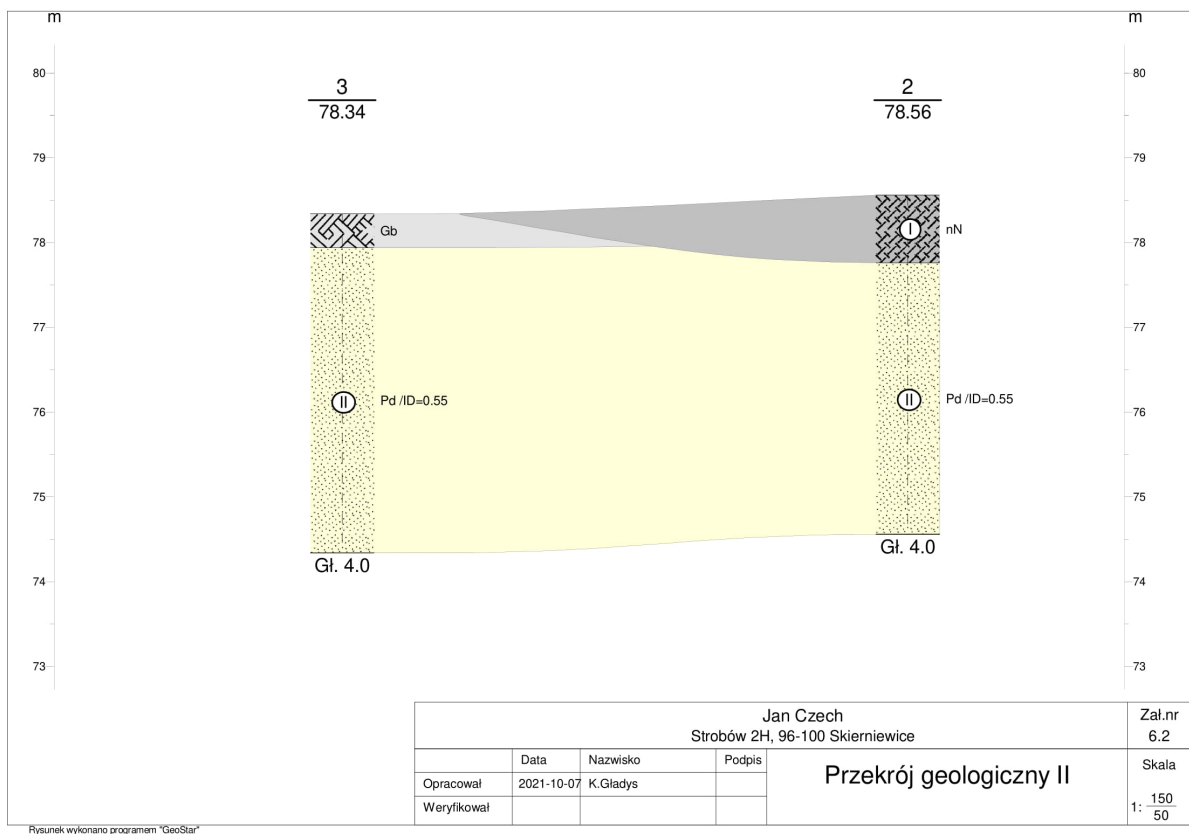 m
m
80
80
3
78.34
2
78.56
79
79
Gb
I
nN
78
78
77
77
II
Pd /ID=0.55
II
Pd /ID=0.55
76
76
75
75
Gł. 4.0
Gł. 4.0
74
74
73
73
Jan Czech
Strobów 2H, 96-100 Skierniewice
Zał.nr
6.2
Data
Nazwisko
Podpis
Przekrój geologiczny II
Skala
Opracował
2021-10-07
K.Gładys
Weryfikował
1: 150
50
Rysunek wykonano programem "GeoStar"